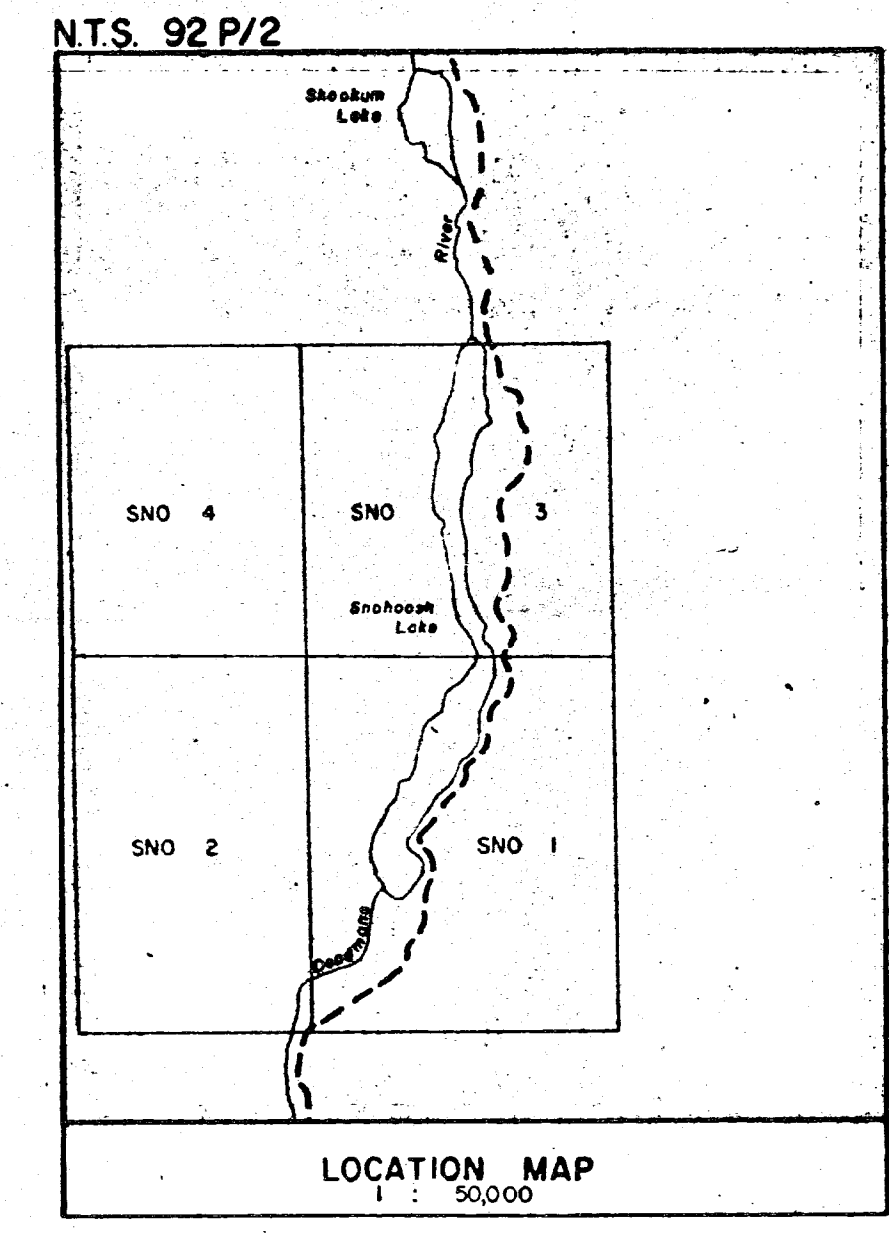 N.T.S. 92 P/2
Skookum
Lake
River
SNO 4
SNO 3
Snohoosh
Lake
SNO 2
SNO 1
Deadmans
LOCATION MAP
1 : 50,000